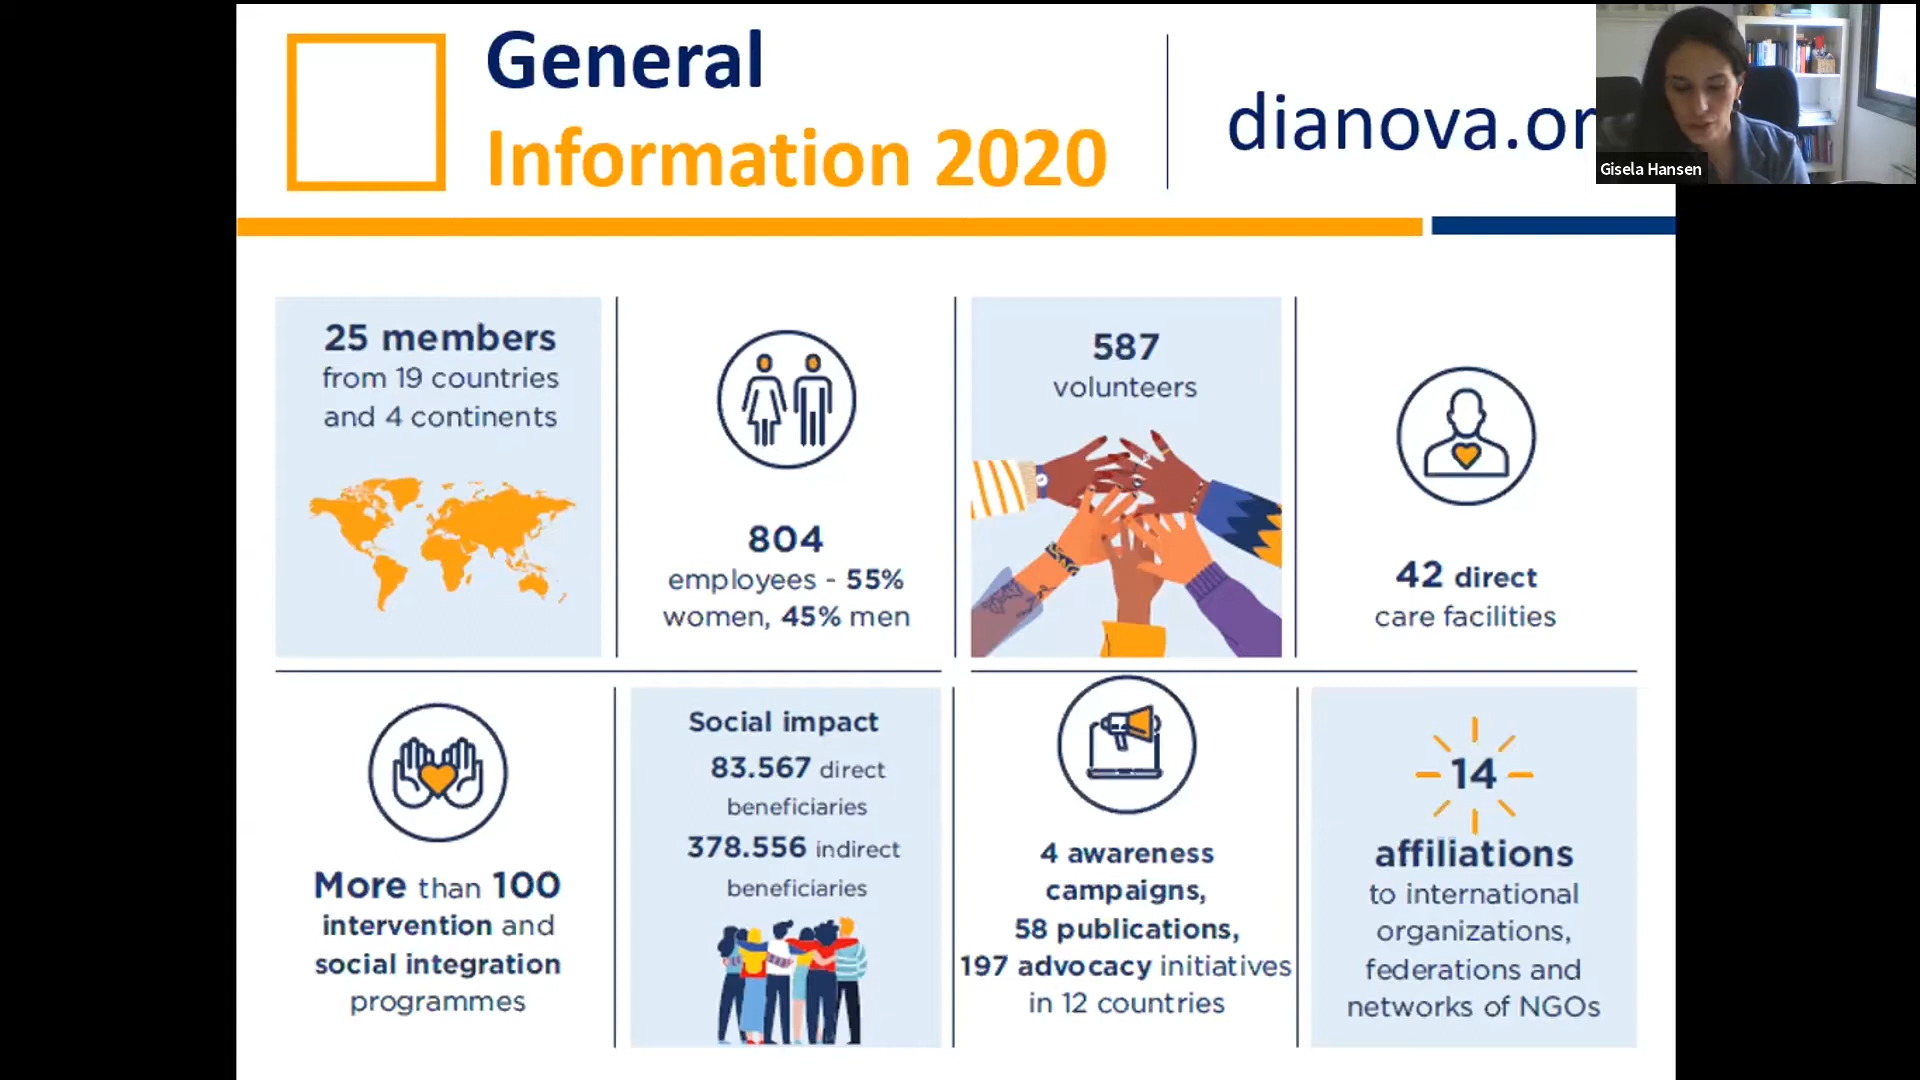 General
Information 2020
dianova.or
Gisela Hansen
25 members
from 19 countries
and 4 continents
804
employees - 55%
women, 45% men
587
volunteers
42 direct
care facilities
More than 100
intervention and
social integration
programmes
Social impact
83.567 direct
beneficiaries
378.556 indirect
beneficiaries
4 awareness
campaigns,
58 publications,
197 advocacy initiatives
in 12 countries
14
affiliations
to international
organizations,
federations and
networks of NGOs